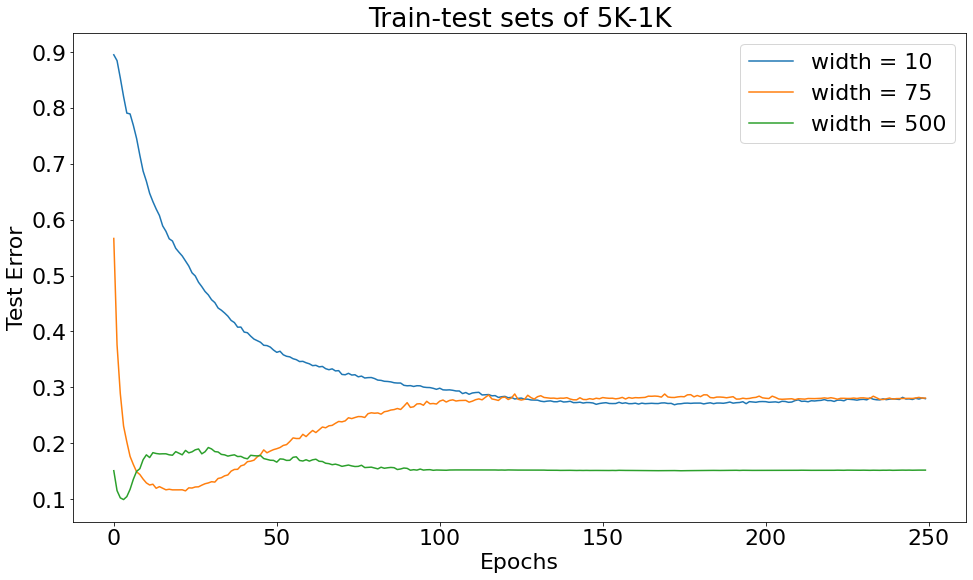 Train-test sets of 5K-1K
width = 10
width = 75
width = 500
Test Error
0.9
0.8
0.7
0.6
0.5
0.4
0.3
0.2
0.1
0 50 100 150 200 250
Epochs